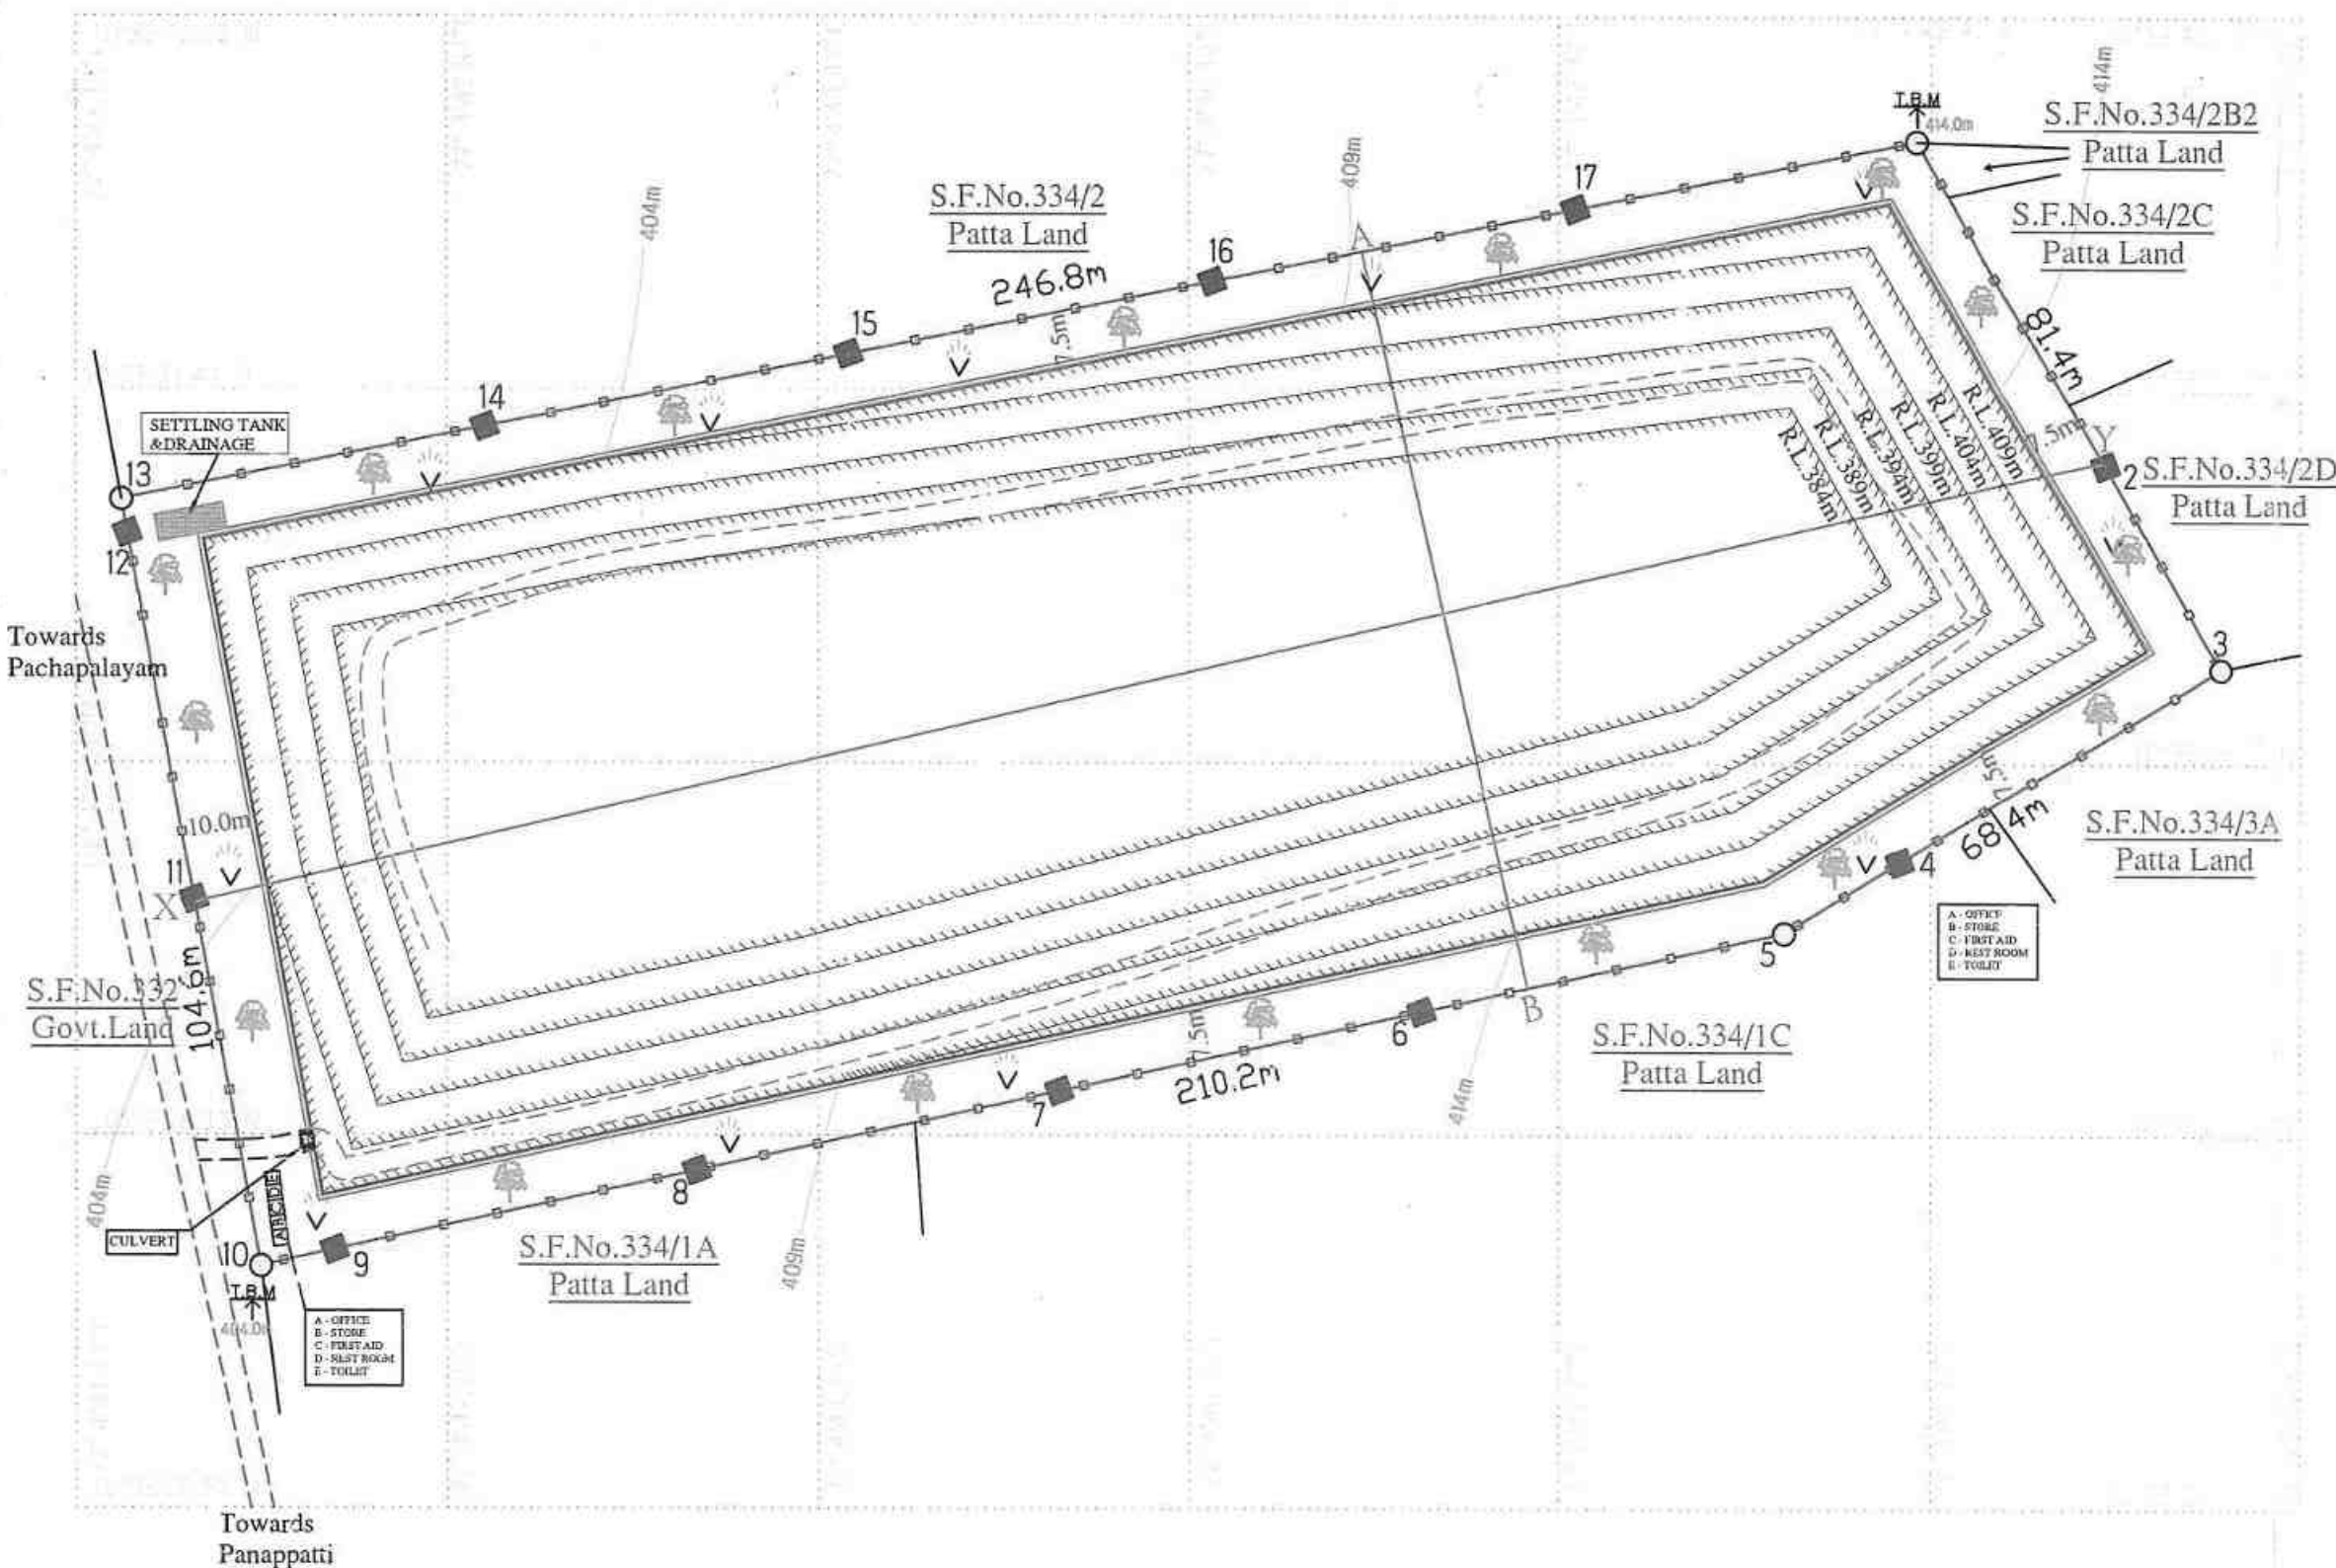 414m
T.B.M
414.0m
S.F.No.334/2B2
Patta Land
S.F.No.334/2C
Patta Land
409m
17
A
S.F.No.334/2
Patta Land
404m
246.8m
16
15
7.5m
14
81.4m
SETTLING TANK
&DRAINAGE
13
12
R.L.409m
R.L.404m
R.L.399m
R.L.394m
R.L.389m
R.L.384m
7.5m
Y
2
S.F.No.334/2D
Patta Land
Towards
Pachapalayam
3
7.5m
68.4m
S.F.No.334/3A
Patta Land
10.0m
11
X
4
A - OFFICE
B - STORE
C - FIRST AID
D - REST ROOM
E - TOILET
5
104.6m
S.F.No.332
Govt.Land
B
6
S.F.No.334/1C
Patta Land
7.5m
7
210.2m
414m
404m
8
CULVERT
A B C D E
10
9
S.F.No.334/1A
Patta Land
409m
T.B.M
404.0m
A - OFFICE
B - STORE
C - FIRST AID
D - REST ROOM
E - TOILET
Towards
Panappatti